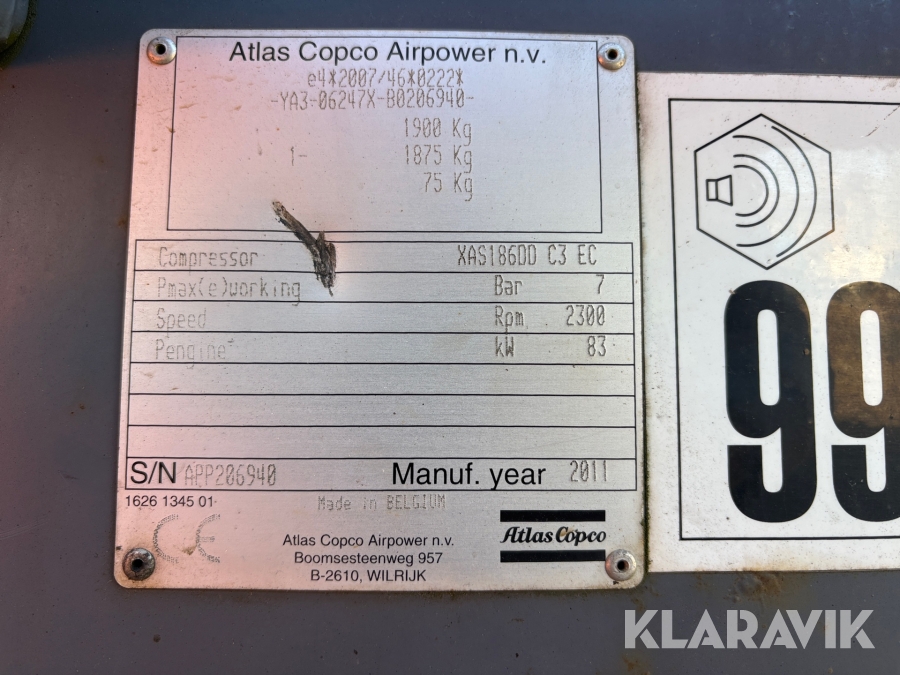 Atlas Copco Airpower n.v.
e4*2007/46*0222*
-YA3-06247X-B0206940-
1900 Kg
1- 1875 Kg
75 Kg
Compressor XAS186DD C3 EC
Pmax(e)working Bar 7
Speed Rpm 2300
Pengine kW 83
S/N APP206940 Manuf. year 2011
1626 1345 01
Made in BELGIUM
CE
Atlas Copco Airpower n.v.
Boomsesteenweg 957
B-2610, WILRIJK
Atlas Copco
99
KLARAVIK